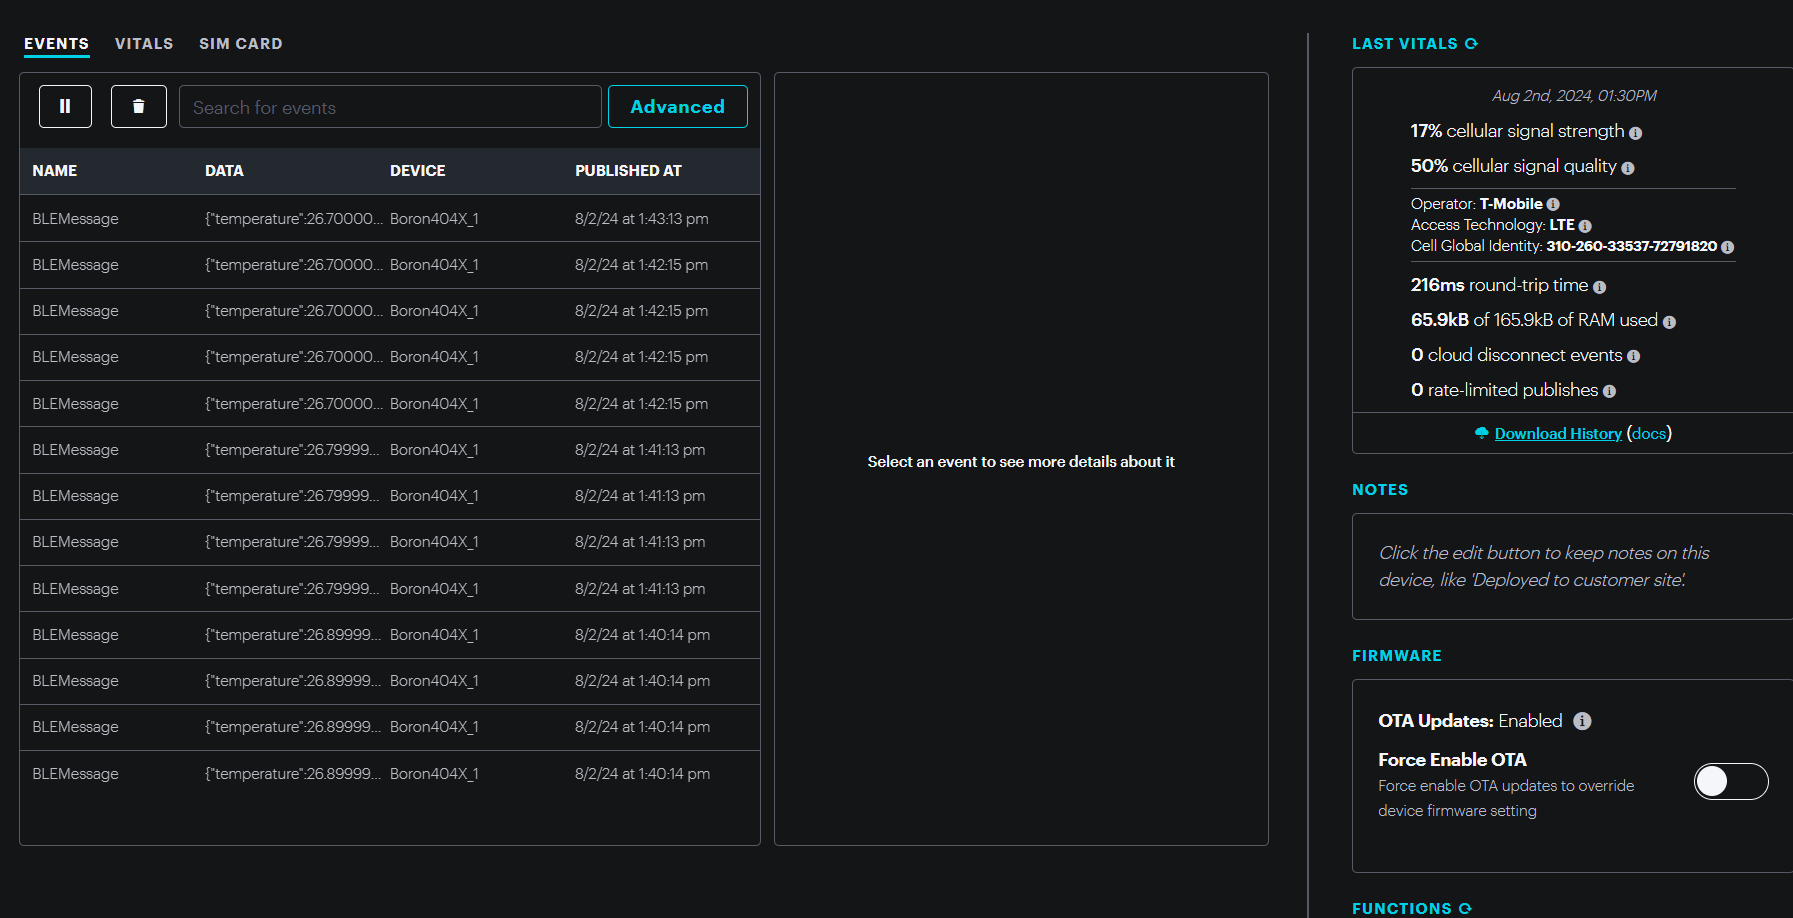 EVENTS VITALS SIM CARD
Search for events Advanced
NAME DATA DEVICE PUBLISHED AT
BLEMessage {"temperature":26.70000... Boron404X_1 8/2/24 at 1:43:13 pm
BLEMessage {"temperature":26.70000... Boron404X_1 8/2/24 at 1:42:15 pm
BLEMessage {"temperature":26.70000... Boron404X_1 8/2/24 at 1:42:15 pm
BLEMessage {"temperature":26.70000... Boron404X_1 8/2/24 at 1:42:15 pm
BLEMessage {"temperature":26.70000... Boron404X_1 8/2/24 at 1:42:15 pm
BLEMessage {"temperature":26.79999... Boron404X_1 8/2/24 at 1:41:13 pm
BLEMessage {"temperature":26.79999... Boron404X_1 8/2/24 at 1:41:13 pm
BLEMessage {"temperature":26.79999... Boron404X_1 8/2/24 at 1:41:13 pm
BLEMessage {"temperature":26.79999... Boron404X_1 8/2/24 at 1:41:13 pm
BLEMessage {"temperature":26.89999... Boron404X_1 8/2/24 at 1:40:14 pm
BLEMessage {"temperature":26.89999... Boron404X_1 8/2/24 at 1:40:14 pm
BLEMessage {"temperature":26.89999... Boron404X_1 8/2/24 at 1:40:14 pm
BLEMessage {"temperature":26.89999... Boron404X_1 8/2/24 at 1:40:14 pm
Select an event to see more details about it
LAST VITALS
Aug 2nd, 2024, 01:30PM
17% cellular signal strength
50% cellular signal quality
Operator: T-Mobile
Access Technology: LTE
Cell Global Identity: 310-260-33537-72791820
216ms round-trip time
65.9kB of 165.9kB of RAM used
0 cloud disconnect events
0 rate-limited publishes
Download History (docs)
NOTES
Click the edit button to keep notes on this
device, like 'Deployed to customer site'.
FIRMWARE
OTA Updates: Enabled
Force Enable OTA
Force enable OTA updates to override
device firmware setting
FUNCTIONS